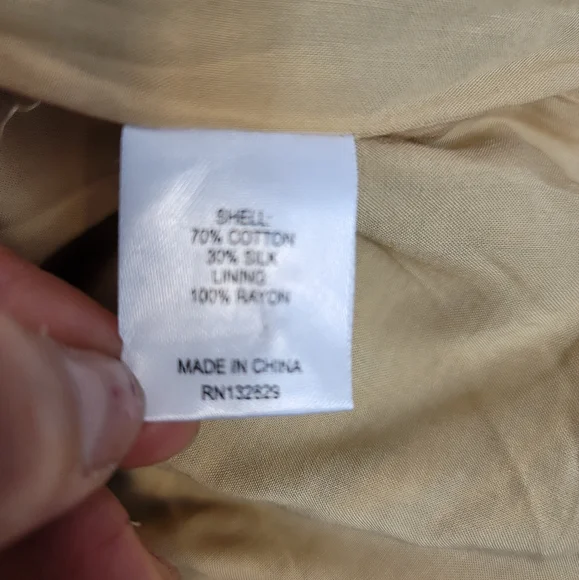 SHELL:
70% COTTON
30% SILK
LINING
100% RAYON
MADE IN CHINA
RN132829